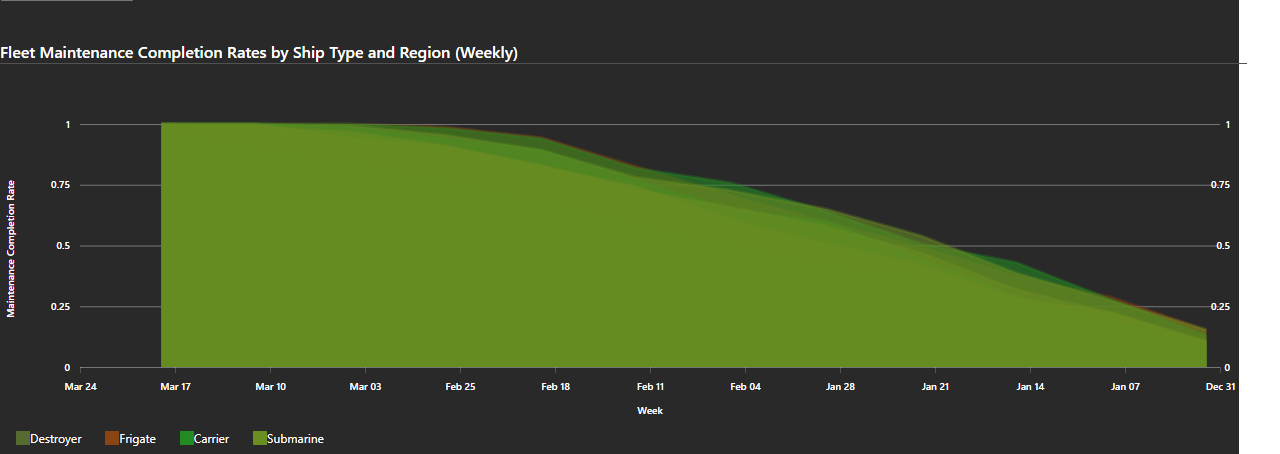 Fleet Maintenance Completion Rates by Ship Type and Region (Weekly)
1 1
0.75 0.75
0.5 0.5
0.25 0.25
0 0
Maintenance Completion Rate
Mar 24 Mar 17 Mar 10 Mar 03 Feb 25 Feb 18 Feb 11 Feb 04 Jan 28 Jan 21 Jan 14 Jan 07 Dec 31
Week
Destroyer Frigate Carrier Submarine